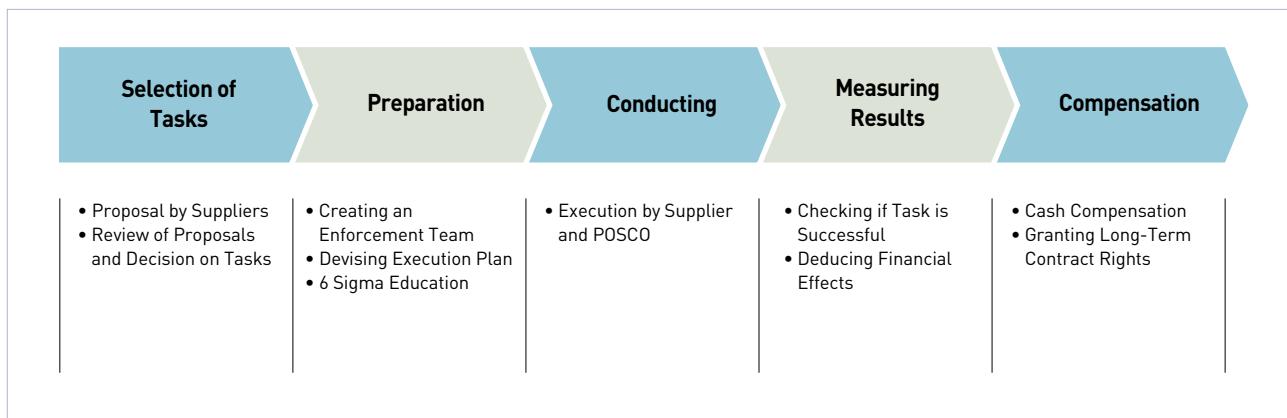 Selection of
Tasks
Preparation
Conducting
Measuring
Results
Compensation
• Proposal by Suppliers
• Review of Proposals
and Decision on Tasks
• Creating an
Enforcement Team
• Devising Execution Plan
• 6 Sigma Education
• Execution by Supplier
and POSCO
• Checking if Task is
Successful
• Deducing Financial
Effects
• Cash Compensation
• Granting Long-Term
Contract Rights